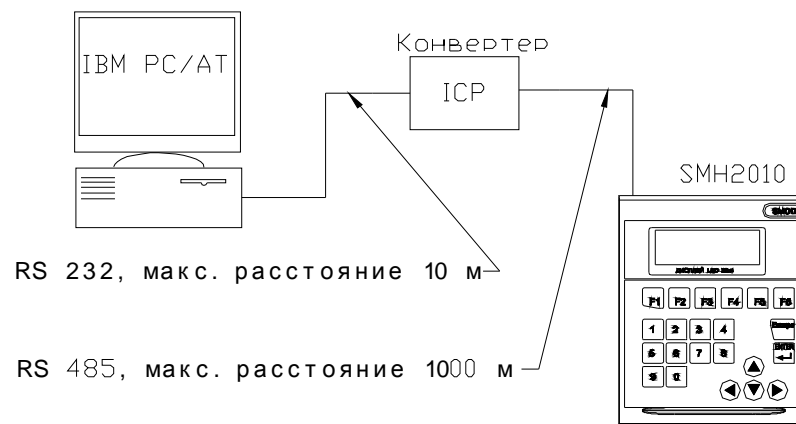 Конвертер
IBM PC/AT
ICP
SMH2010
RS 232, макс. расстояние 10 м
F1 F2 F3 F4 F5 F6
1 2 3 4
5 6 7 8
ENTER
9 0
RS 485, макс. расстояние 1000 м